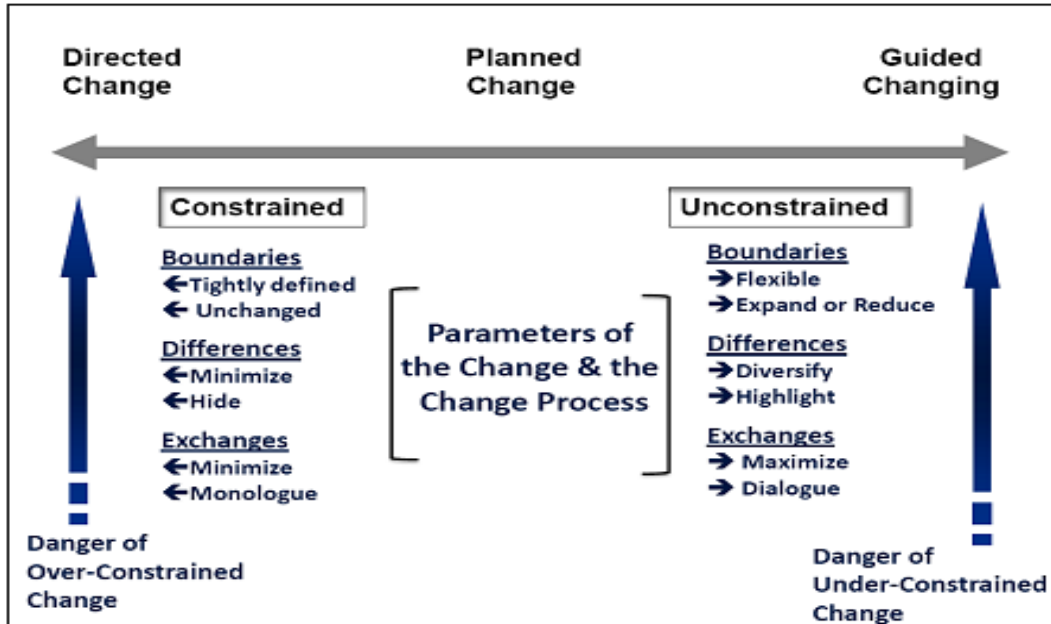 Directed
Change
Planned
Change
Guided
Changing
Constrained
Boundaries
←Tightly defined
← Unchanged
Differences
←Minimize
←Hide
Exchanges
←Minimize
←Monologue
Parameters of
the Change & the
Change Process
Unconstrained
Boundaries
→Flexible
→Expand or Reduce
Differences
→Diversify
→Highlight
Exchanges
→ Maximize
→ Dialogue
Danger of
Over-Constrained
Change
Danger of
Under-Constrained
Change